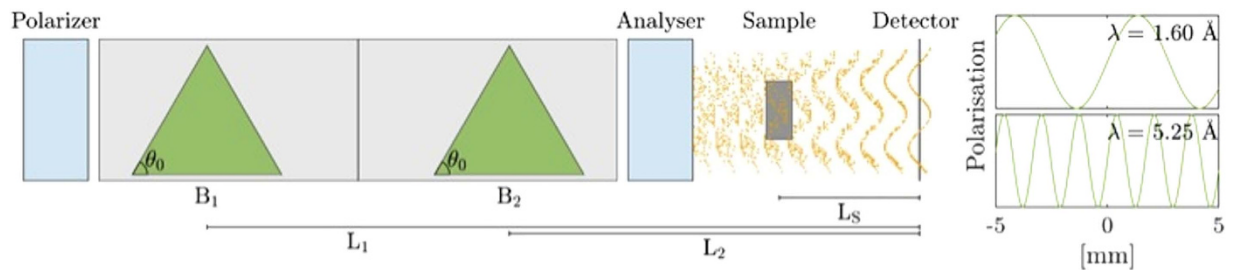 Polarizer
Analyser
Sample
Detector
θ₀
θ₀
B₁
B₂
L_S
L₁
L₂
Polarisation
λ = 1.60 Å
λ = 5.25 Å
-5
0
5
[mm]